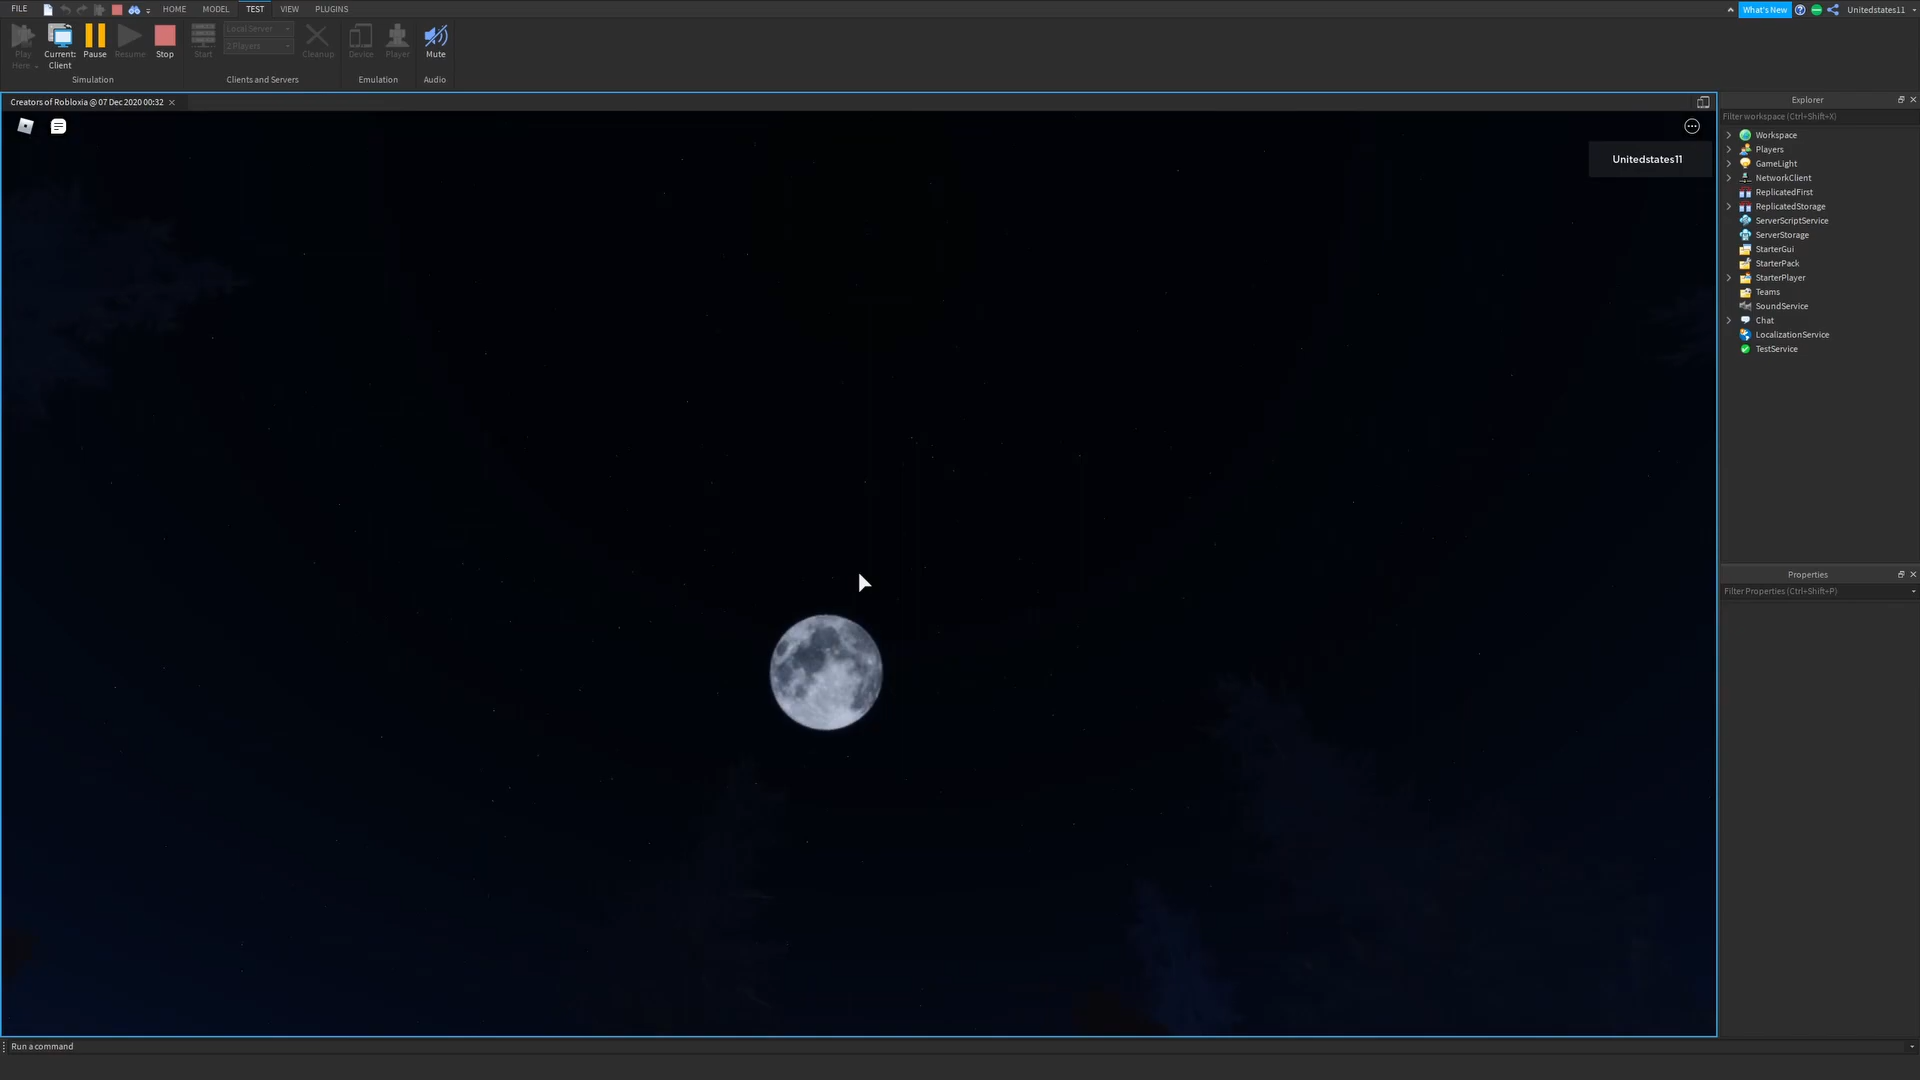 FILE HOME MODEL TEST VIEW PLUGINS What's New Unitedstates11
Play Here
Current: Client
Pause
Resume
Stop
Start
Local Server
2 Players
Cleanup
Device
Player
Mute
Simulation
Clients and Servers
Emulation
Audio
Creators of Robloxia @ 07 Dec 2020 00:32
Unitedstates11
Explorer
Filter workspace (Ctrl+Shift+X)
Workspace
Players
GameLight
NetworkClient
ReplicatedFirst
ReplicatedStorage
ServerScriptService
ServerStorage
StarterGui
StarterPack
StarterPlayer
Teams
SoundService
Chat
LocalizationService
TestService
Properties
Filter Properties (Ctrl+Shift+P)
Run a command